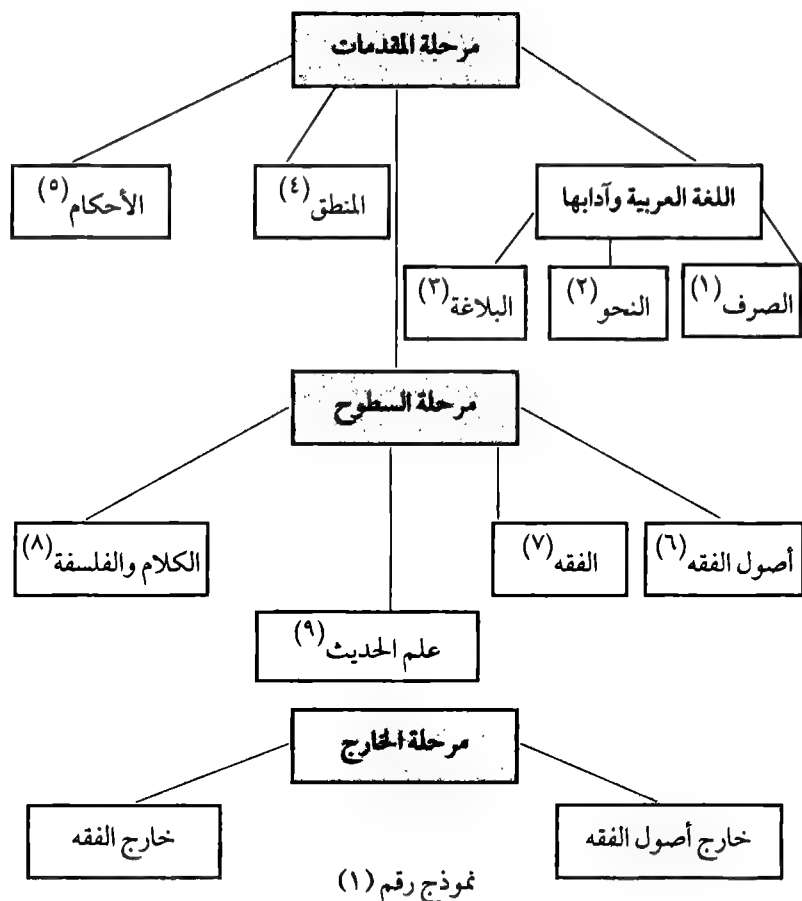 مرحلة المقدمات
اللغة العربية وآدابها
المنطق (٤)
الأحكام (٥)
الصرف (١)
النحو (٢)
البلاغة (٣)
مرحلة السطوح
أصول الفقه (٦)
الفقه (٧)
الكلام والفلسفة (٨)
علم الحديث (٩)
مرحلة الخارج
خارج أصول الفقه
خارج الفقه
نموذج رقم (١)